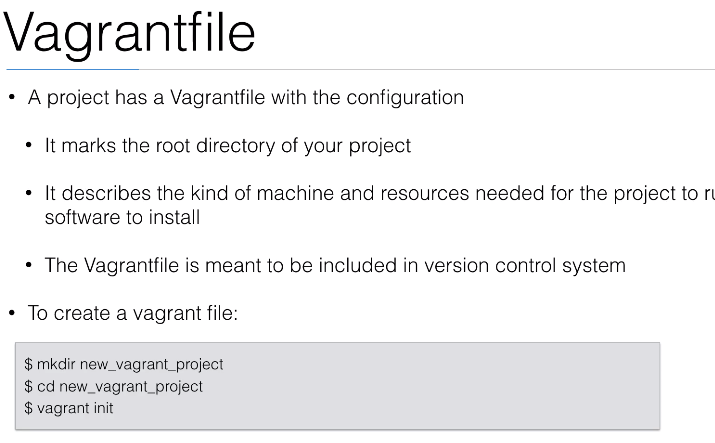 Vagrantfile
• A project has a Vagrantfile with the configuration
• It marks the root directory of your project
• It describes the kind of machine and resources needed for the project to
software to install
• The Vagrantfile is meant to be included in version control system
• To create a vagrant file:
$ mkdir new_vagrant_project
$ cd new_vagrant_project
$ vagrant init